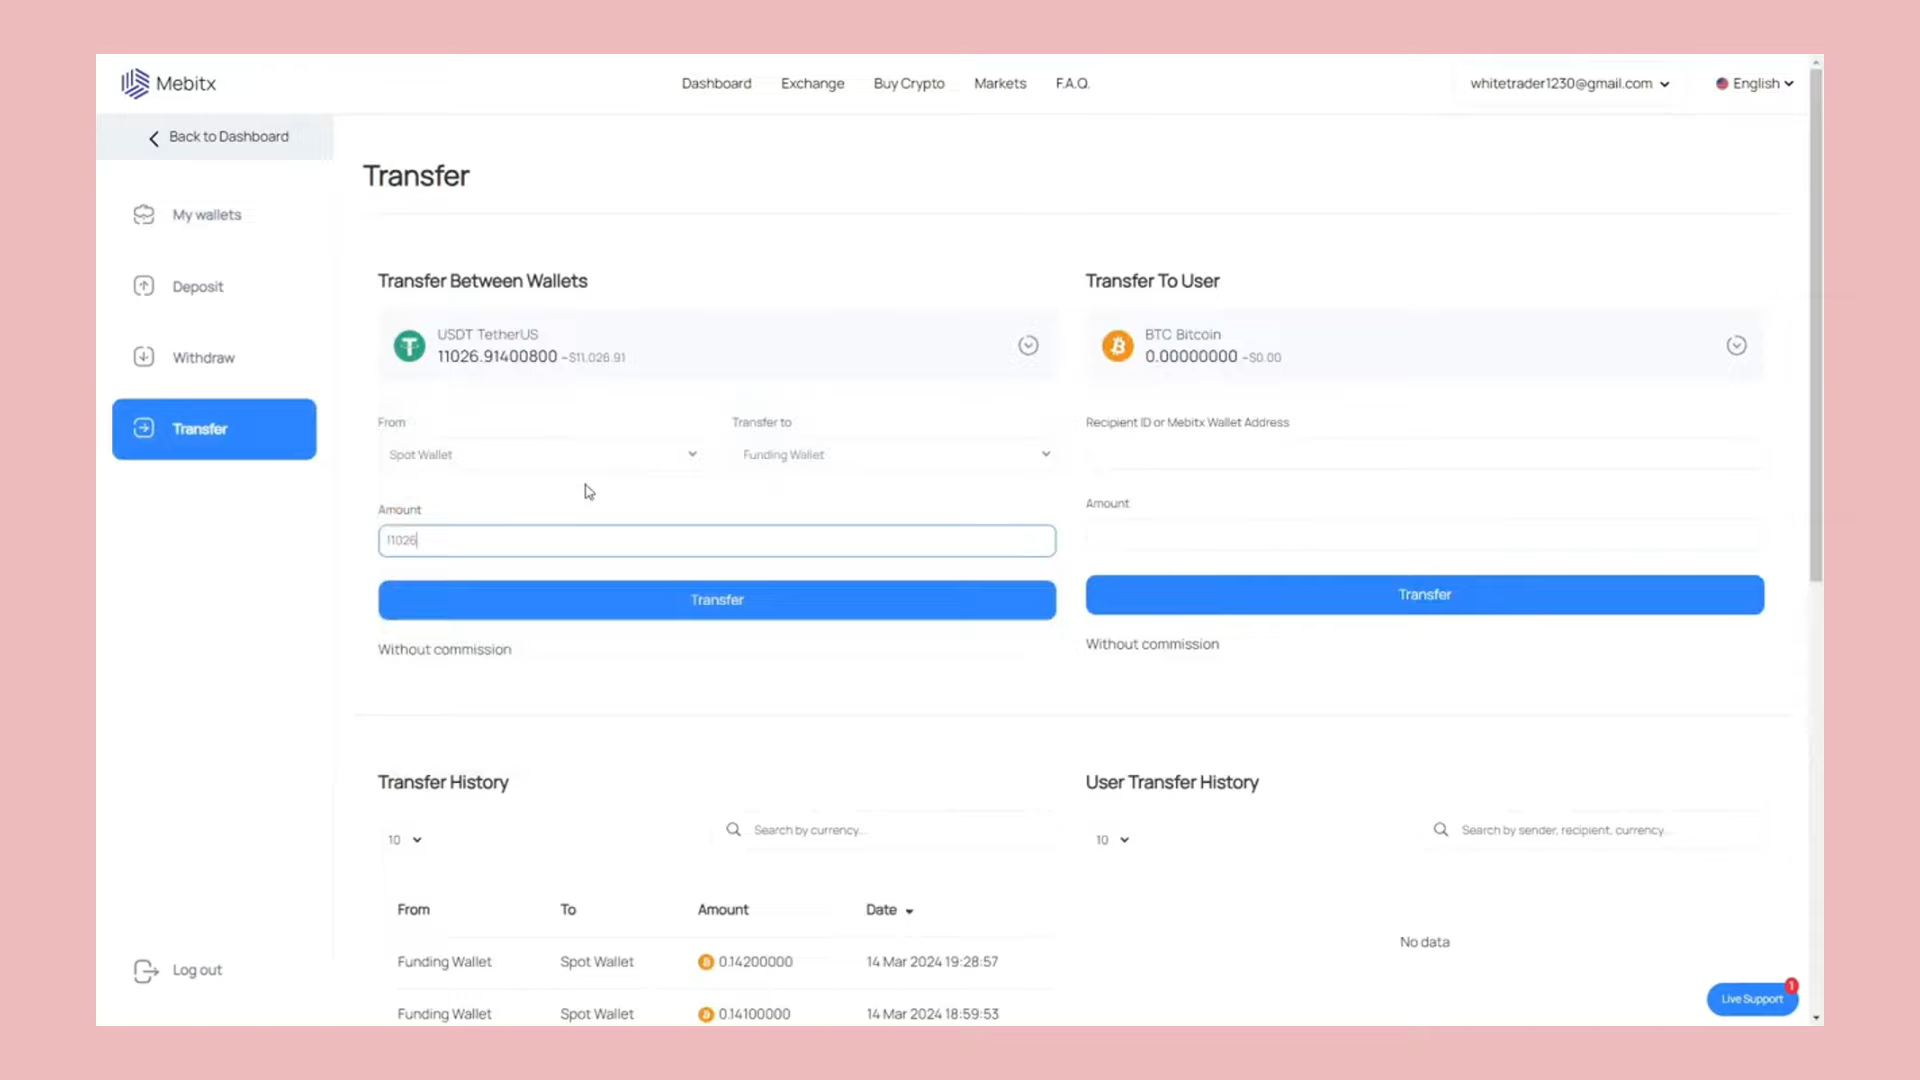 Mebitx
Dashboard Exchange Buy Crypto Markets F.A.Q.
whitetrader1230@gmail.com
English
Back to Dashboard
My wallets
Deposit
Withdraw
Transfer
Log out
Transfer
Transfer Between Wallets
USDT TetherUS
11026.91400800 ~$11,026.91
From
Transfer to
Spot Wallet
Funding Wallet
Amount
11026
Transfer
Without commission
Transfer To User
BTC Bitcoin
0.00000000 ~$0.00
Recipient ID or Mebitx Wallet Address
Amount
Transfer
Without commission
Transfer History
10
Search by currency...
From To Amount Date
Funding Wallet Spot Wallet 0.14200000 14 Mar 2024 19:28:57
Funding Wallet Spot Wallet 0.14100000 14 Mar 2024 18:59:53
User Transfer History
10
Search by sender, recipient, currency...
No data
Live Support
1